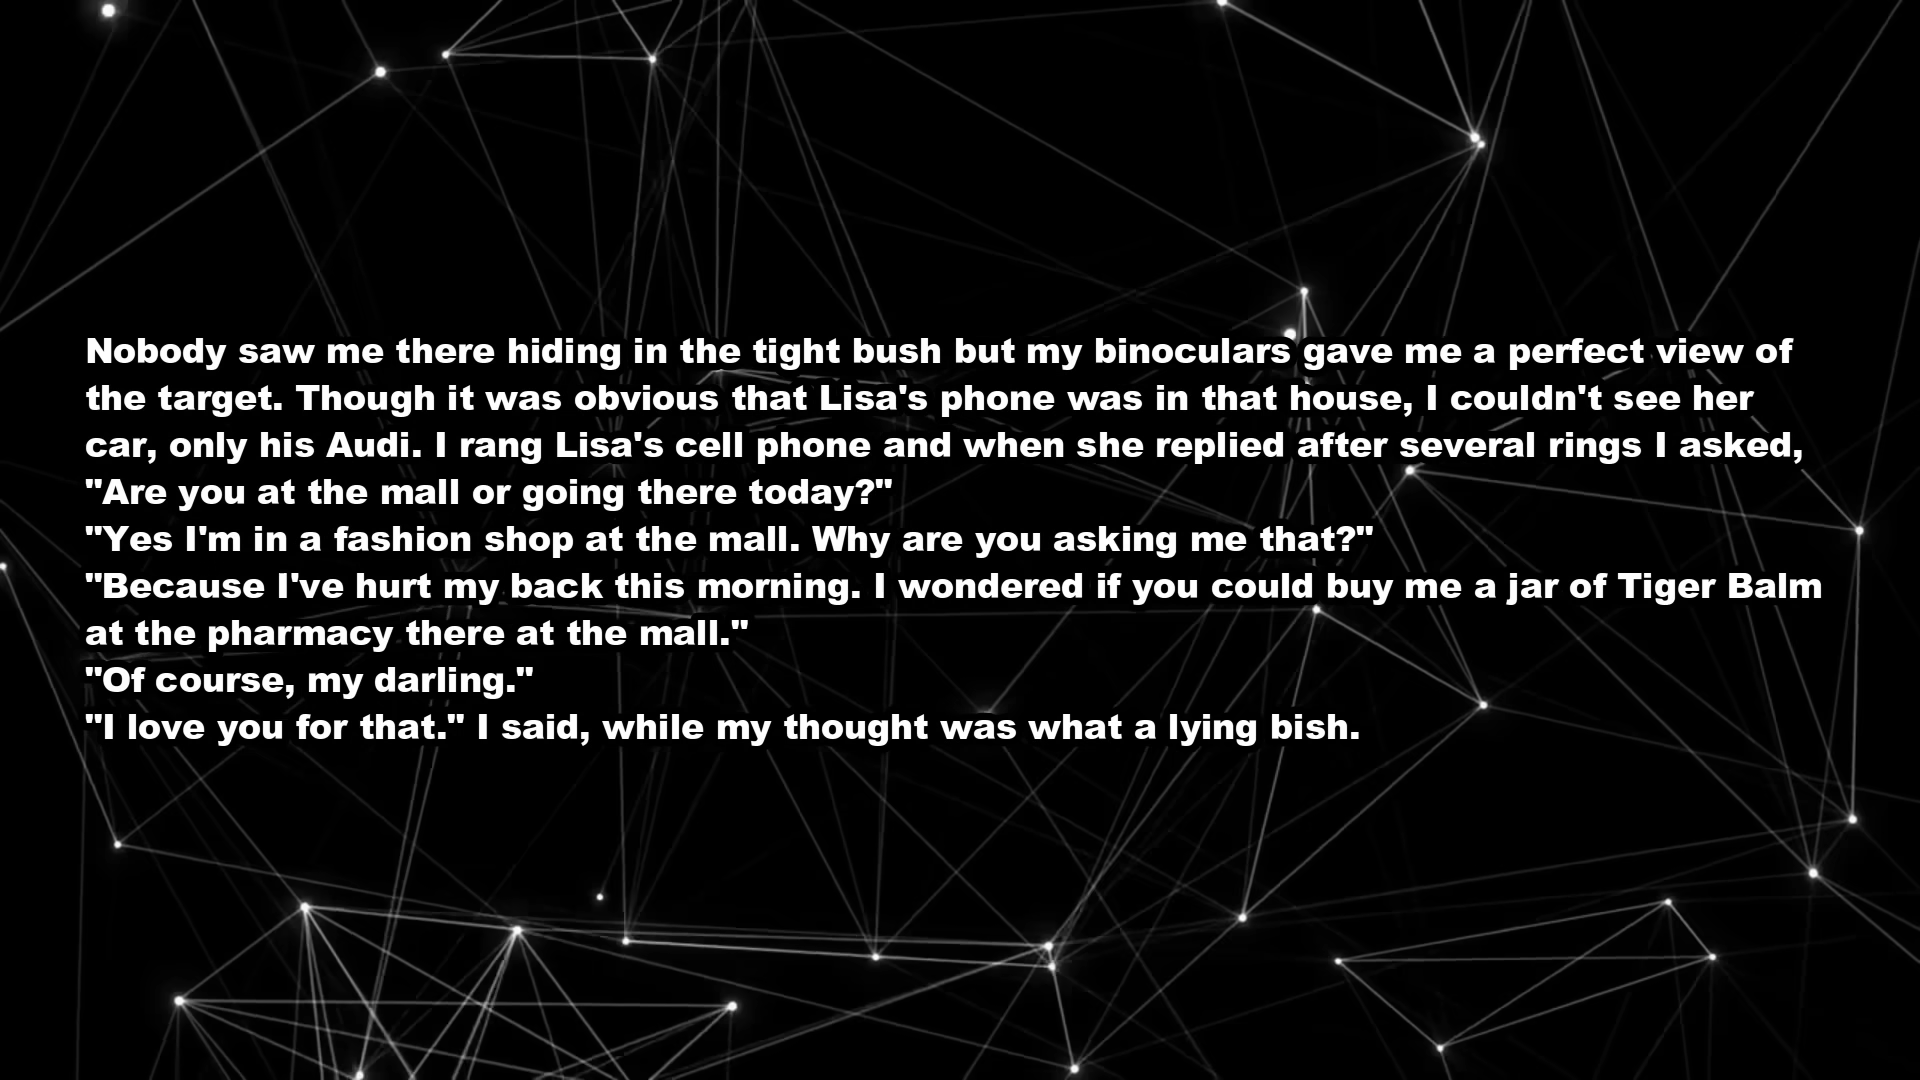 Nobody saw me there hiding in the tight bush but my binoculars gave me a perfect view of
the target. Though it was obvious that Lisa's phone was in that house, I couldn't see her
car, only his Audi. I rang Lisa's cell phone and when she replied after several rings I asked,
"Are you at the mall or going there today?"
"Yes I'm in a fashion shop at the mall. Why are you asking me that?"
"Because I've hurt my back this morning. I wondered if you could buy me a jar of Tiger Balm
at the pharmacy there at the mall."
"Of course, my darling."
"I love you for that." I said, while my thought was what a lying bish.